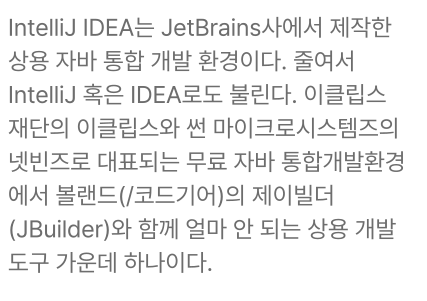 IntelliJ IDEA는 JetBrains사에서 제작한
상용 자바 통합 개발 환경이다. 줄여서
IntelliJ 혹은 IDEA로도 불린다. 이클립스
재단의 이클립스와 썬 마이크로시스템즈의
넷빈즈로 대표되는 무료 자바 통합개발환경
에서 볼랜드(/코드기어)의 제이빌더
(JBuilder)와 함께 얼마 안 되는 상용 개발
도구 가운데 하나이다.